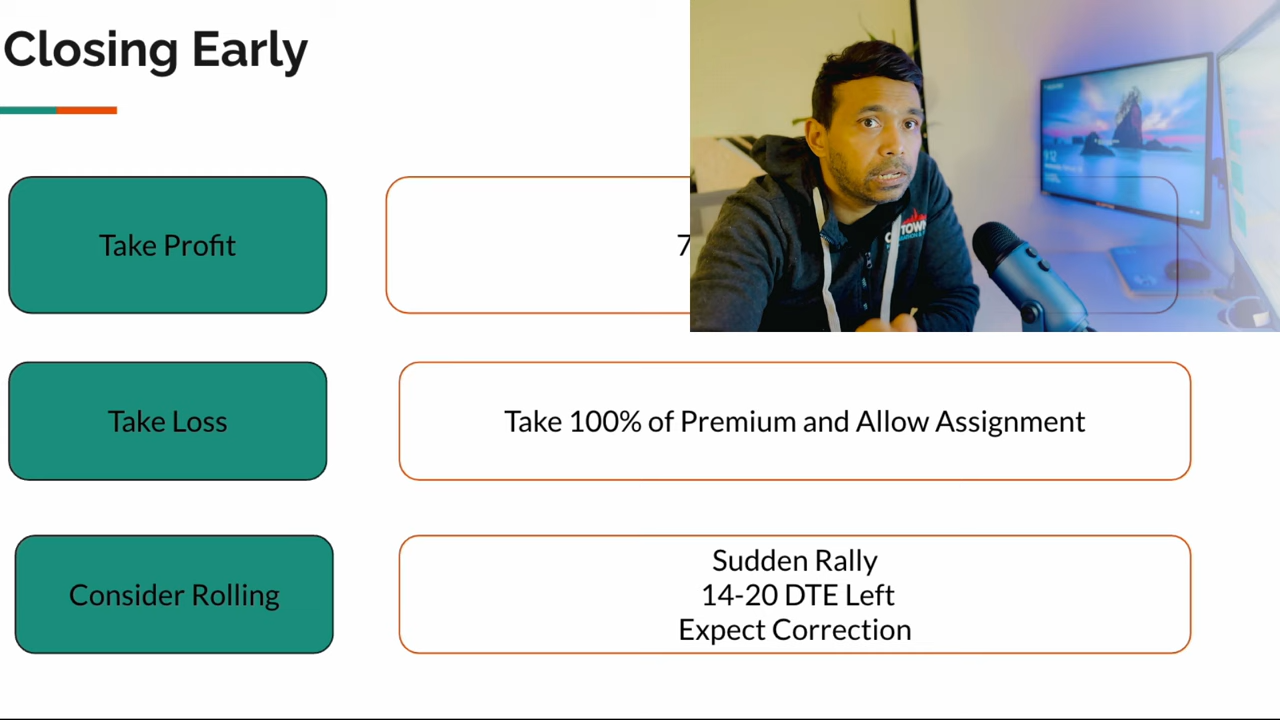 Closing Early
Take Profit
7
Take Loss
Take 100% of Premium and Allow Assignment
Consider Rolling
Sudden Rally
14-20 DTE Left
Expect Correction